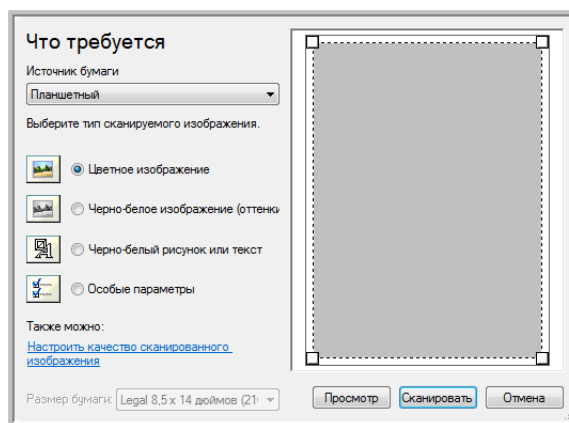 Что требуется
Источник бумаги
Планшетный
Выберите тип сканируемого изображения.
Цветное изображение
Черно-белое изображение (оттенки
Черно-белый рисунок или текст
Особые параметры
Также можно:
Настроить качество сканированного
изображения
Размер бумаги: Legal 8,5 x 14 дюймов (21
Просмотр Сканировать Отмена